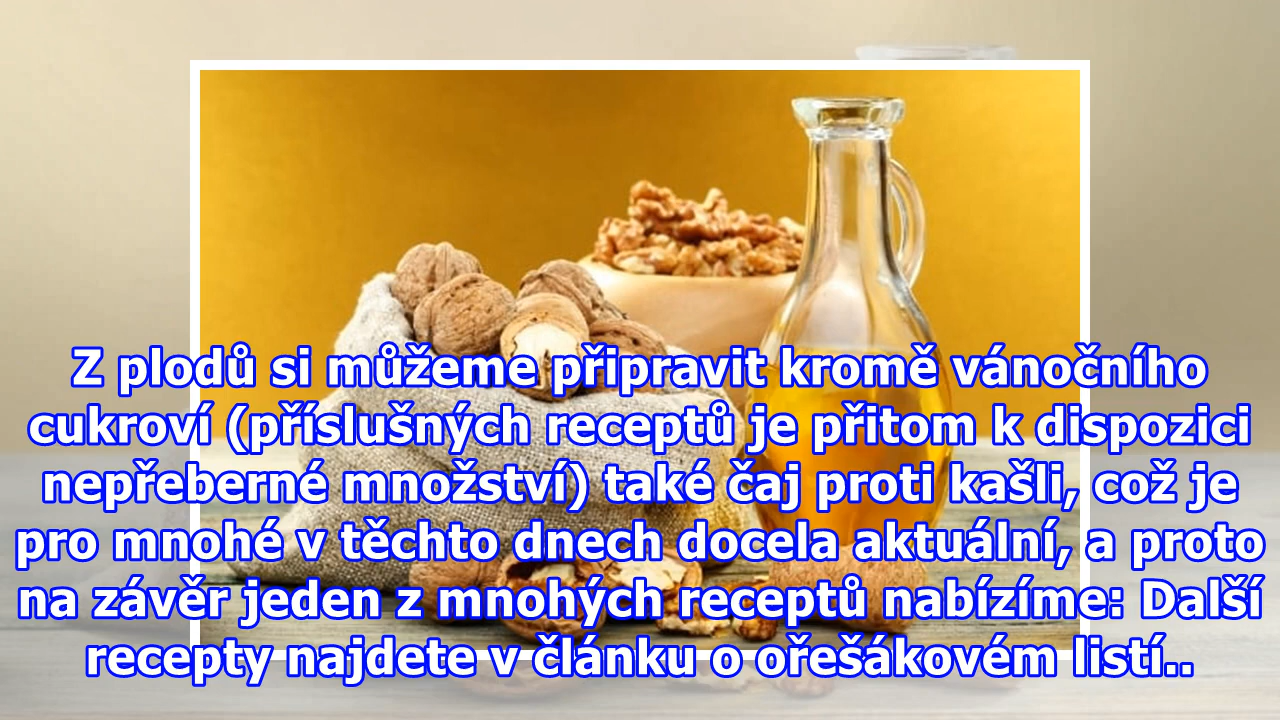 Z plodů si můžeme připravit kromě vánočního
cukroví (příslušných receptů je přitom k dispozici
nepřeberné množství) také čaj proti kašli, což je
pro mnohé v těchto dnech docela aktuální, a proto
na závěr jeden z mnohých receptů nabízíme: Další
recepty najdete v článku o ořešákovém listí..